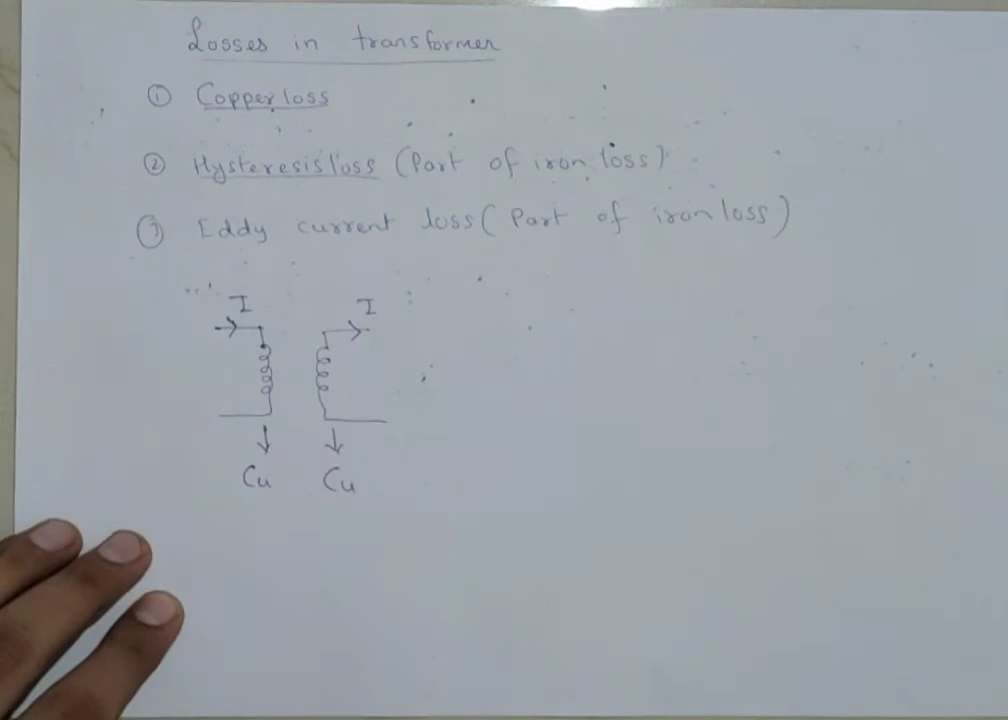 Losses in transformer
① Copper loss
② Hysteresis loss (Part of iron loss)
③ Eddy current loss (Part of iron loss)
I I
Cu Cu